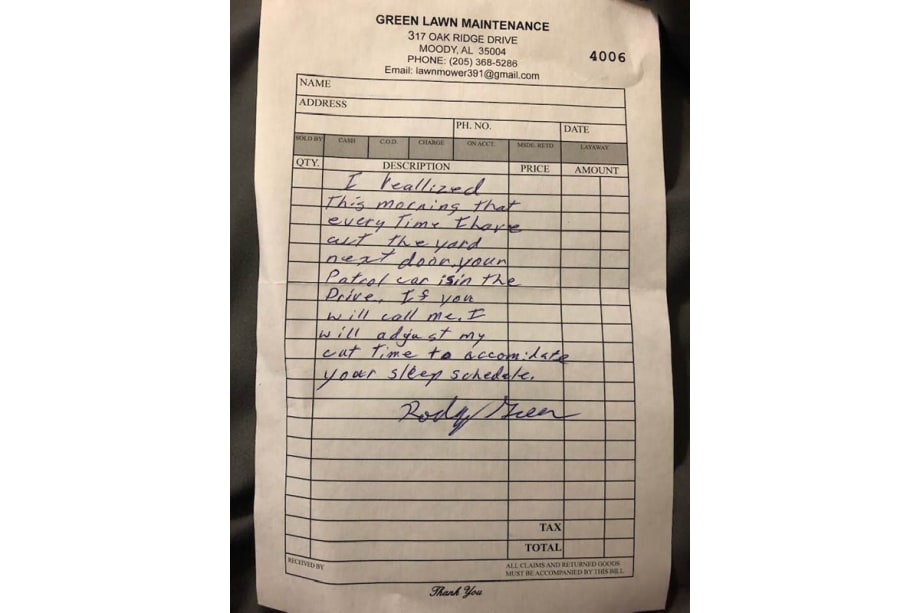 GREEN LAWN MAINTENANCE
317 OAK RIDGE DRIVE
MOODY, AL 35004
PHONE: (205) 368-5286
Email: lawnmower391@gmail.com
4006
NAME
ADDRESS
PH. NO. DATE
SOLD BY CASH C.O.D. CHARGE ON ACCT. MSDE. RETD LAYAWAY
QTY. DESCRIPTION PRICE AMOUNT
I reallized
This morning that
every Time I have
cut the yard
next door, your
Patrol car is in the
Drive. If you
will call me, I
will adjust my
cut Time to accomidate
your sleep schedule.
Rody Green
TAX
TOTAL
RECEIVED BY
ALL CLAIMS AND RETURNED GOODS
MUST BE ACCOMPANIED BY THIS BILL
Thank You